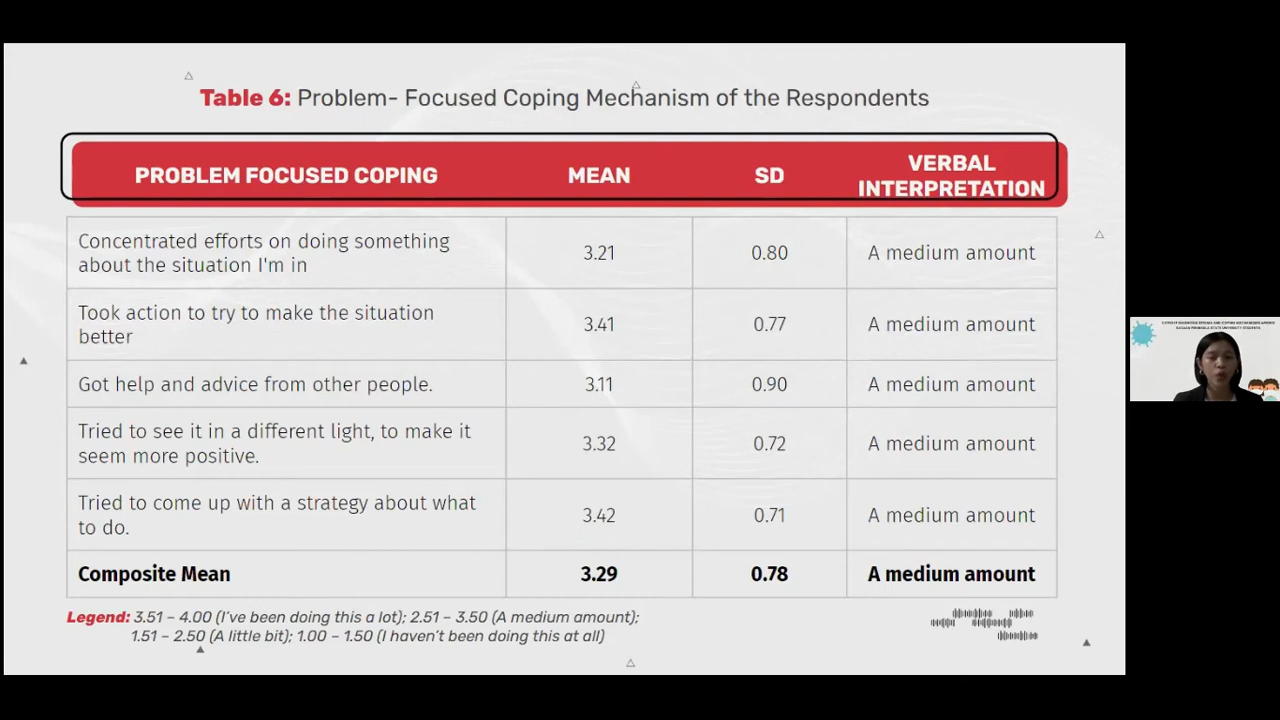 Table 6: Problem- Focused Coping Mechanism of the Respondents
PROBLEM FOCUSED COPING MEAN SD VERBAL INTERPRETATION
Concentrated efforts on doing something about the situation I'm in 3.21 0.80 A medium amount
Took action to try to make the situation better 3.41 0.77 A medium amount
Got help and advice from other people. 3.11 0.90 A medium amount
Tried to see it in a different light, to make it seem more positive. 3.32 0.72 A medium amount
Tried to come up with a strategy about what to do. 3.42 0.71 A medium amount
Composite Mean 3.29 0.78 A medium amount
Legend: 3.51 – 4.00 (I've been doing this a lot); 2.51 – 3.50 (A medium amount);
1.51 – 2.50 (A little bit); 1.00 – 1.50 (I haven't been doing this at all)